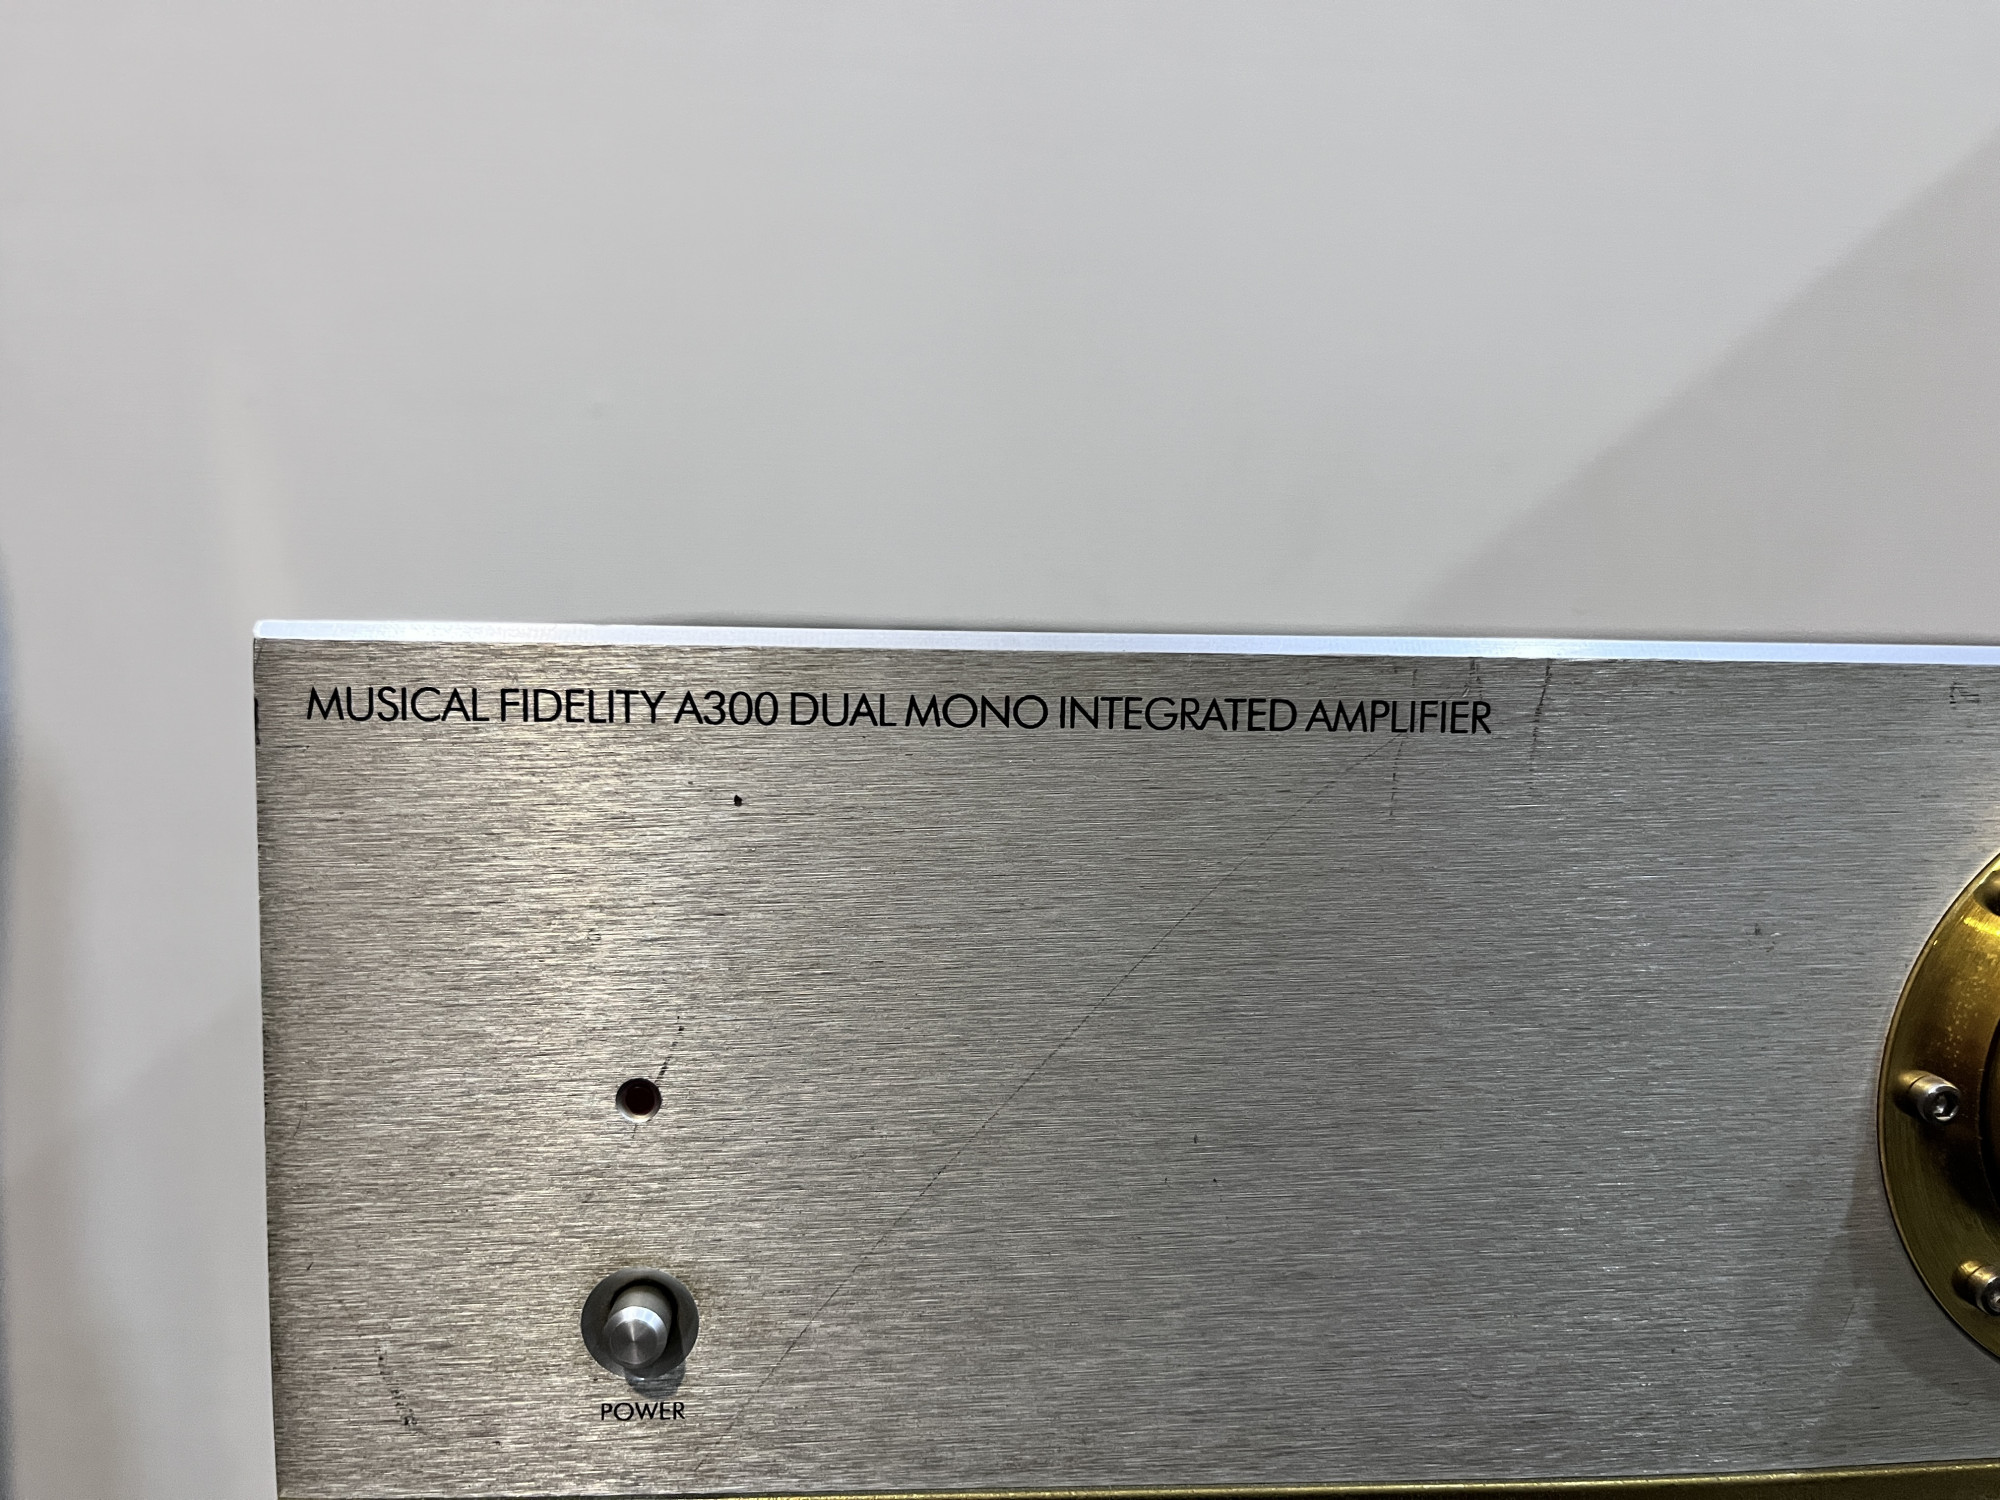 MUSICAL FIDELITY A300 DUAL MONO INTEGRATED AMPLIFIER
POWER